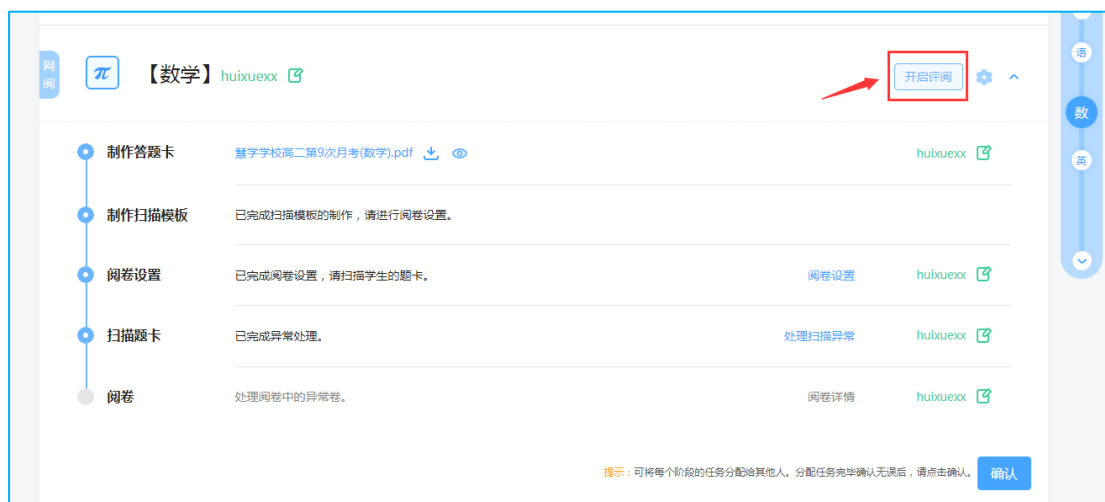 网阅
π
【数学】 huixuexx
开启评阅
制作答题卡 慧学学校高二第9次月考(数学).pdf huixuexx
制作扫描模板 已完成扫描模板的制作，请进行阅卷设置。
阅卷设置 已完成阅卷设置，请扫描学生的题卡。 阅卷设置 huixuexx
扫描题卡 已完成异常处理。 处理扫描异常 huixuexx
阅卷 处理阅卷中的异常卷。 阅卷详情 huixuexx
提示：可将每个阶段的任务分配给其他人。分配任务完毕确认无误后，请点击确认。 确认
语
数
英